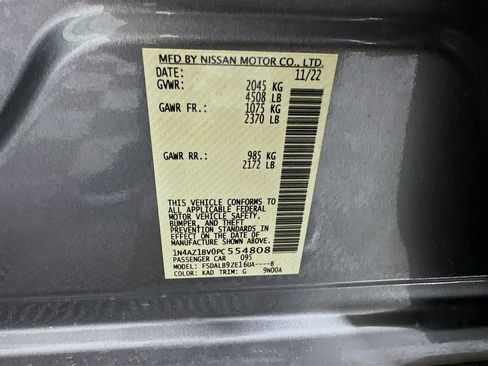 MFD BY NISSAN MOTOR CO., LTD.
DATE: 11/22
GVWR: 2045 KG
4508 LB
GAWR FR.: 1075 KG
2370 LB
GAWR RR.: 985 KG
2172 LB
THIS VEHICLE CONFORMS TO
ALL APPLICABLE FEDERAL
MOTOR VEHICLE SAFETY,
BUMPER, AND THEFT
PREVENTION STANDARDS IN
EFFECT ON THE DATE OF
MANUFACTURE SHOWN ABOVE.
1N4AZ1BV0PC554808
PASSENGER CAR 095
MODEL: FSDALB9ZE16UA----B
COLOR: KAD TRIM: G 9N00A